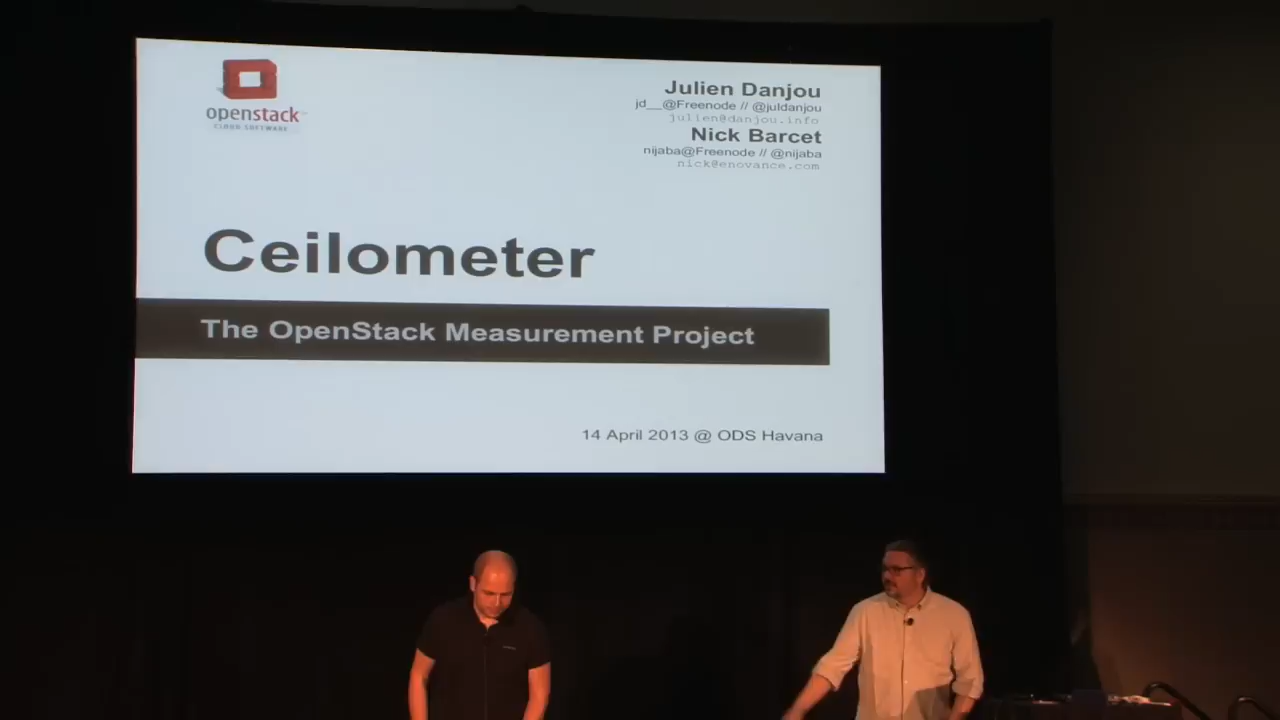 openstack
CLOUD SOFTWARE
Julien Danjou
jd__@Freenode // @juldanjou
julien@danjou.info
Nick Barcet
nijaba@Freenode // @nijaba
nick@enovance.com
Ceilometer
The OpenStack Measurement Project
14 April 2013 @ ODS Havana